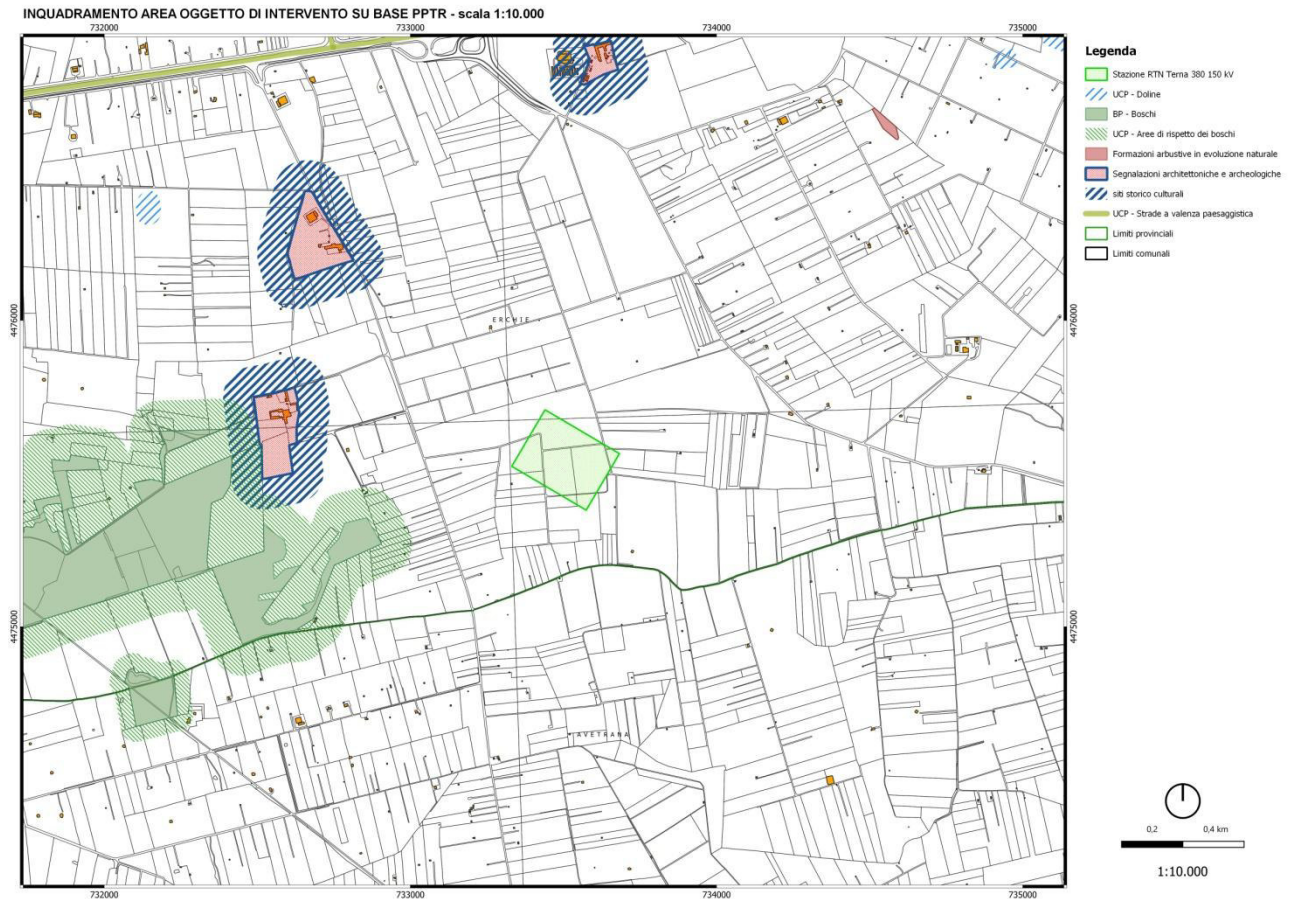 INQUADRAMENTO AREA OGGETTO DI INTERVENTO SU BASE PPTR - scala 1:10.000
732000
733000
734000
735000
Legenda
Stazione RTN Terna 380 150 kV
UCP - Doline
BP - Boschi
UCP - Aree di rispetto dei boschi
Formazioni arbustive in evoluzione naturale
Segnalazioni architettoniche e archeologiche
siti storico culturali
UCP - Strade a valenza paesaggistica
Limiti provinciali
Limiti comunali
4476000
4476000
ERCHIE
4475000
4475000
AVETRANA
0,2
0,4 km
1:10.000
732000
733000
734000
735000